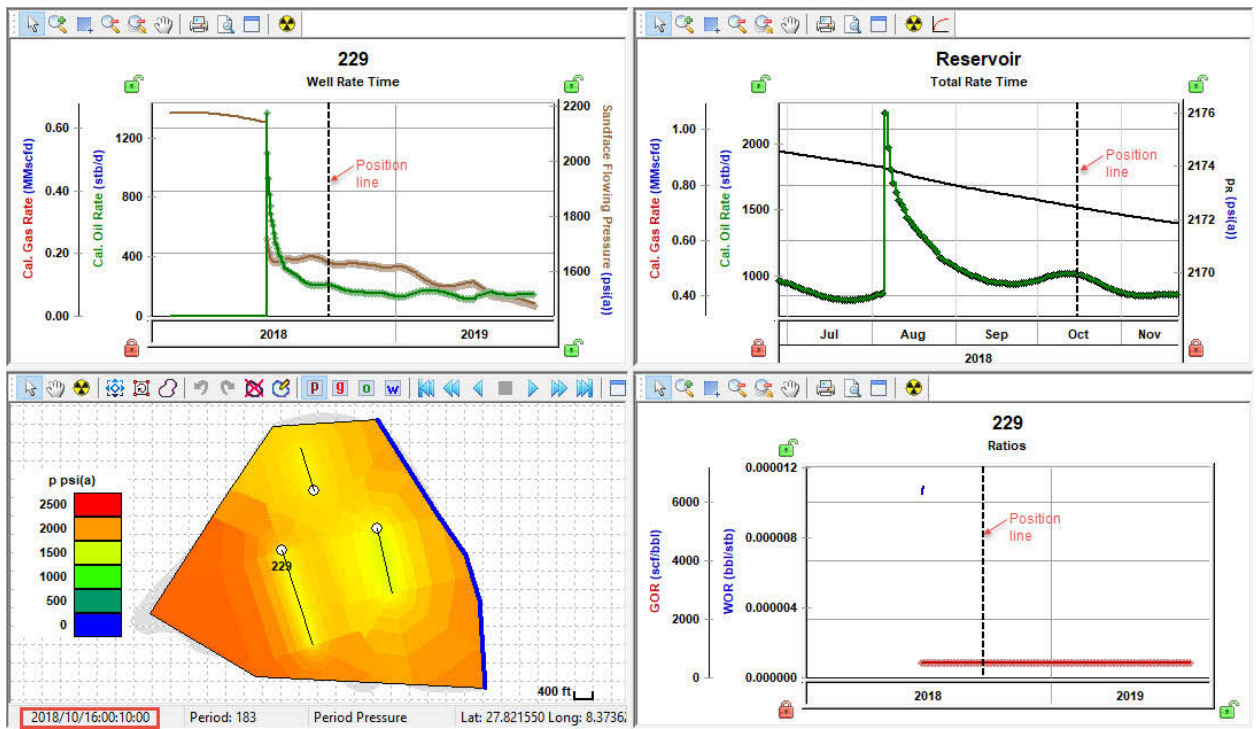 229
Well Rate Time
Cal. Gas Rate (MMscfd)
0.60
0.40
0.20
0.00
Cal. Oil Rate (stb/d)
1200
800
400
0
Position
line
2200
2000
1800
1600
Sandface Flowing Pressure (psi(a))
2018
2019
Reservoir
Total Rate Time
Cal. Gas Rate (MMscfd)
1.00
0.80
0.60
0.40
Cal. Oil Rate (stb/d)
2000
1500
1000
Position
line
2176
2174
2172
2170
pR (psi(a))
Jul
Aug
Sep
Oct
Nov
2018
p
g
o
w
p psi(a)
2500
2000
1500
1000
500
0
229
400 ft
2018/10/16:00:10:00
Period: 183
Period Pressure
Lat: 27.821550 Long: 8.3736
229
Ratios
GOR (scf/bbl)
6000
4000
2000
0
WOR (bbl/stb)
0.000012
0.000008
0.000004
0.000000
f
Position
line
2018
2019